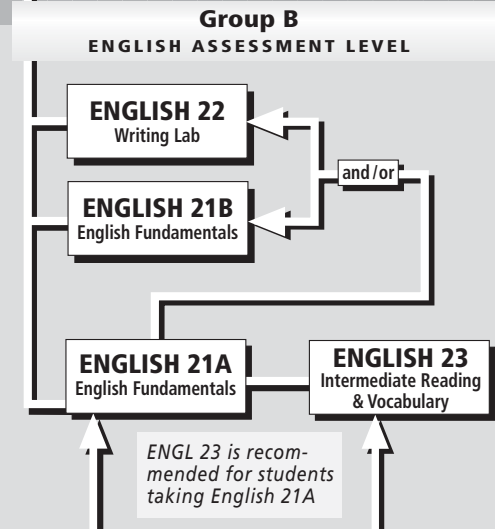 Group B
ENGLISH ASSESSMENT LEVEL
ENGLISH 22
Writing Lab
and/or
ENGLISH 21B
English Fundamentals
ENGLISH 21A
English Fundamentals
ENGLISH 23
Intermediate Reading
& Vocabulary
ENGL 23 is recom-
mended for students
taking English 21A